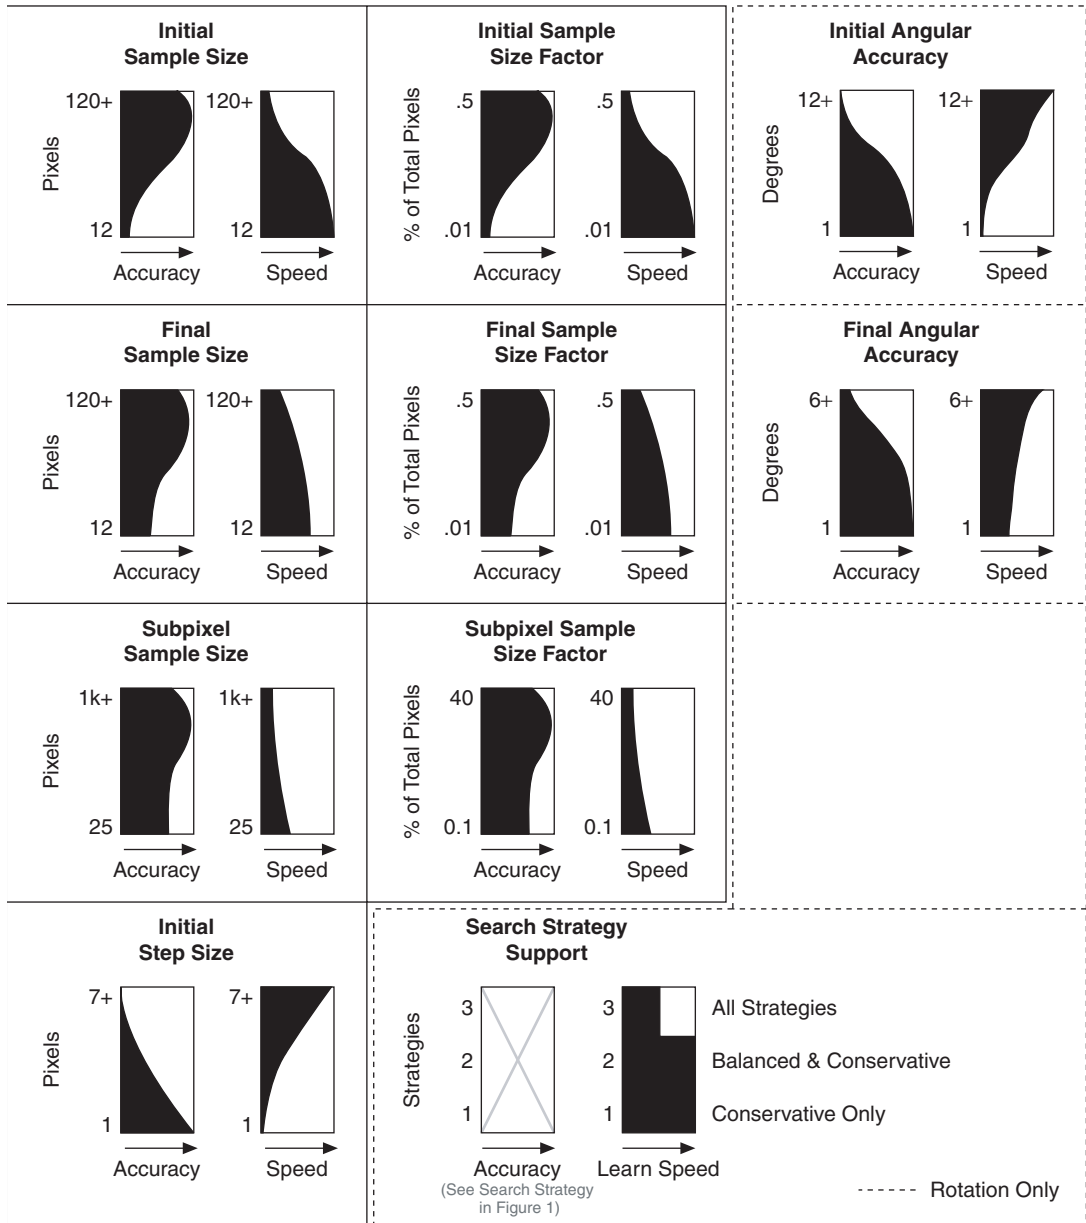 Initial
Sample Size
120+
12
Pixels
Accuracy
120+
12
Speed
Initial Sample
Size Factor
.5
.01
% of Total Pixels
Accuracy
.5
.01
Speed
Initial Angular
Accuracy
12+
1
Degrees
Accuracy
12+
1
Speed
Final
Sample Size
120+
12
Pixels
Accuracy
120+
12
Speed
Final Sample
Size Factor
.5
.01
% of Total Pixels
Accuracy
.5
.01
Speed
Final Angular
Accuracy
6+
1
Degrees
Accuracy
6+
1
Speed
Subpixel
Sample Size
1k+
25
Pixels
Accuracy
1k+
25
Speed
Subpixel Sample
Size Factor
40
0.1
% of Total Pixels
Accuracy
40
0.1
Speed
Initial
Step Size
7+
1
Pixels
Accuracy
7+
1
Speed
Search Strategy
Support
3
2
1
Strategies
Accuracy
(See Search Strategy
in Figure 1)
3
2
1
Learn Speed
All Strategies
Balanced & Conservative
Conservative Only
Rotation Only